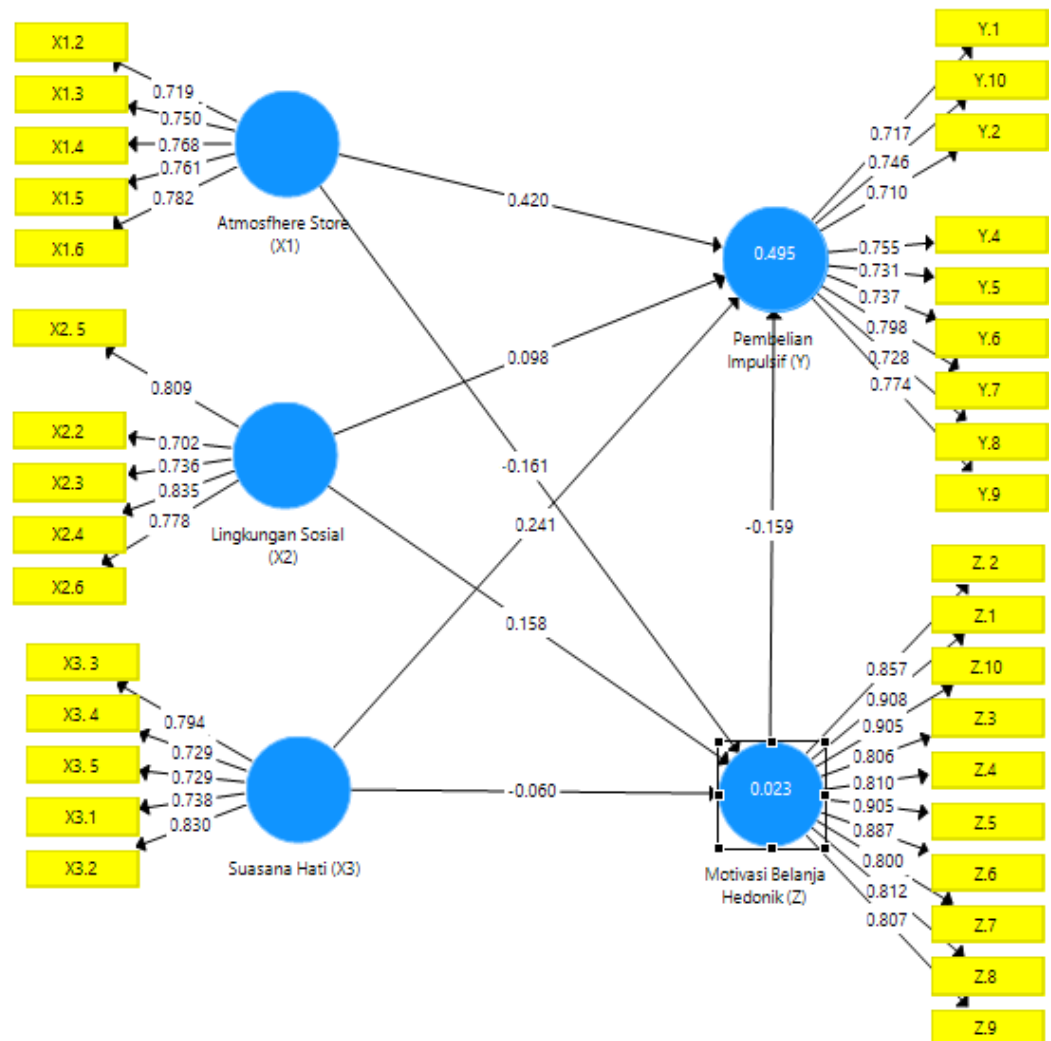 X1.2
X1.3
X1.4
X1.5
X1.6
0.719
0.750
0.768
0.761
0.782
Atmosfhere Store
(X1)
X2. 5
X2.2
X2.3
X2.4
X2.6
0.809
0.702
0.736
0.835
0.778
Lingkungan Sosial
(X2)
X3. 3
X3. 4
X3. 5
X3.1
X3.2
0.794
0.729
0.729
0.738
0.830
Suasana Hati (X3)
0.420
0.098
-0.161
0.241
0.158
-0.060
-0.159
0.495
Pembelian
Impulsif (Y)
0.717
0.746
0.710
0.755
0.731
0.737
0.798
0.728
0.774
Y.1
Y.10
Y.2
Y.4
Y.5
Y.6
Y.7
Y.8
Y.9
0.023
Motivasi Belanja
Hedonik (Z)
0.857
0.908
0.905
0.806
0.810
0.905
0.887
0.800
0.812
0.807
Z. 2
Z.1
Z.10
Z.3
Z.4
Z.5
Z.6
Z.7
Z.8
Z.9